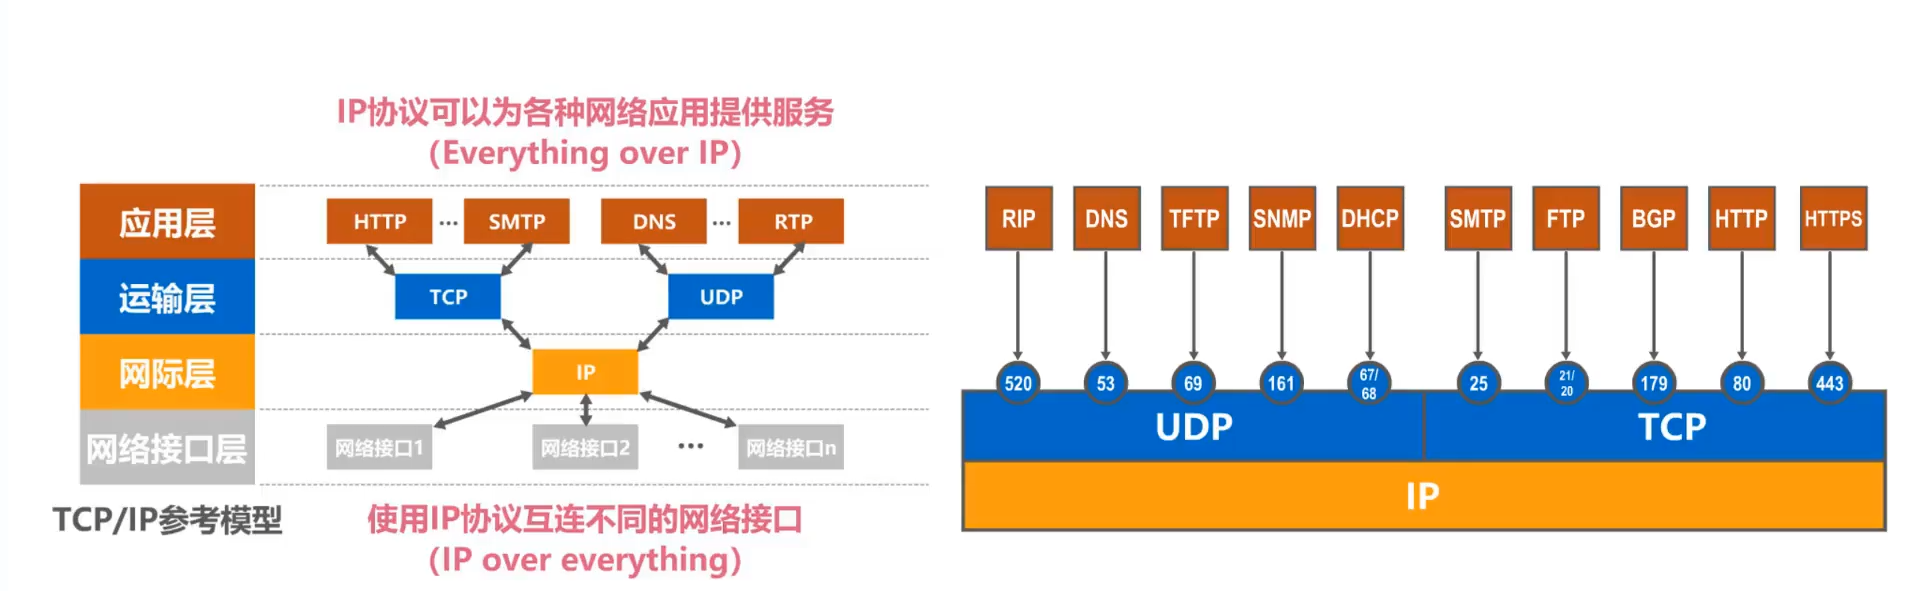 IP协议可以为各种网络应用提供服务
(Everything over IP)
应用层
HTTP ... SMTP DNS ... RTP
运输层
TCP UDP
网际层
IP
网络接口层
网络接口1 网络接口2 ... 网络接口n
TCP/IP参考模型
使用IP协议互连不同的网络接口
(IP over everything)
RIP DNS TFTP SNMP DHCP SMTP FTP BGP HTTP HTTPS
520 53 69 161 67/68 25 21/20 179 80 443
UDP TCP
IP